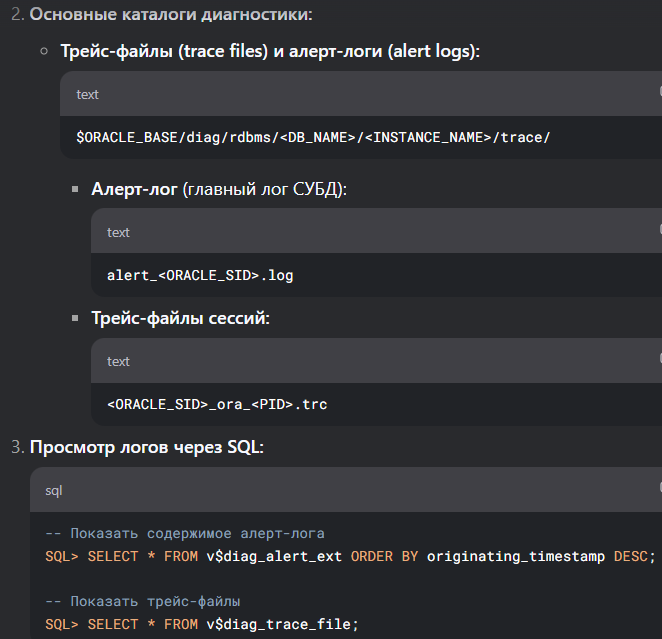 2. Основные каталоги диагностики:
Трейс-файлы (trace files) и алерт-логи (alert logs):
text
$ORACLE_BASE/diag/rdbms/<DB_NAME>/<INSTANCE_NAME>/trace/
Алерт-лог (главный лог СУБД):
text
alert_<ORACLE_SID>.log
Трейс-файлы сессий:
text
<ORACLE_SID>_ora_<PID>.trc
3. Просмотр логов через SQL:
sql
-- Показать содержимое алерт-лога
SQL> SELECT * FROM v$diag_alert_ext ORDER BY originating_timestamp DESC;
-- Показать трейс-файлы
SQL> SELECT * FROM v$diag_trace_file;